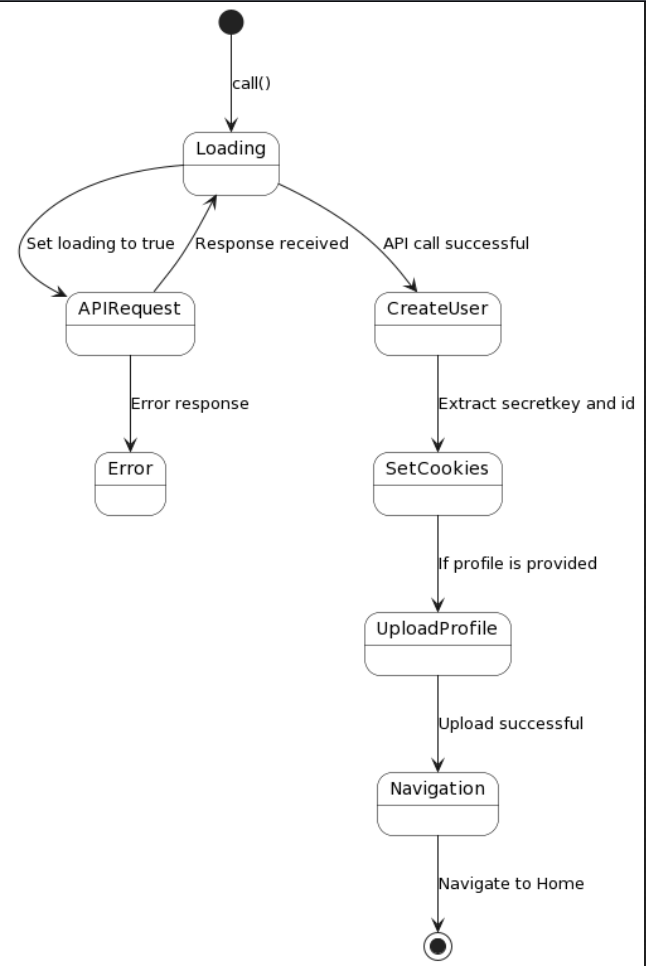 call()
Loading
Set loading to true
Response received
API call successful
APIRequest
CreateUser
Error response
Extract secretkey and id
Error
SetCookies
If profile is provided
UploadProfile
Upload successful
Navigation
Navigate to Home